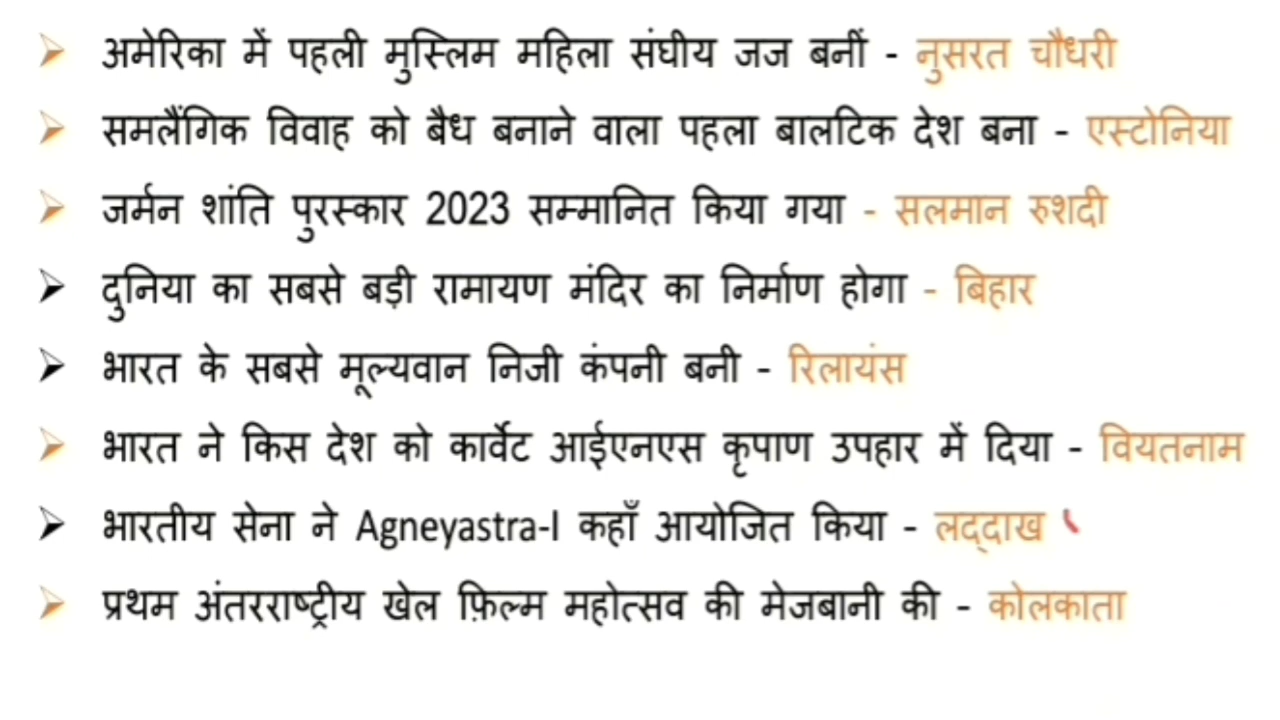 ➢ अमेरिका में पहली मुस्लिम महिला संघीय जज बनीं - नुसरत चौधरी
➢ समलैंगिक विवाह को बैध बनाने वाला पहला बालटिक देश बना - एस्टोनिया
➢ जर्मन शांति पुरस्कार 2023 सम्मानित किया गया - सलमान रुशदी
➢ दुनिया का सबसे बड़ी रामायण मंदिर का निर्माण होगा - बिहार
➢ भारत के सबसे मूल्यवान निजी कंपनी बनी - रिलायंस
➢ भारत ने किस देश को कार्वेट आईएनएस कृपाण उपहार में दिया - वियतनाम
➢ भारतीय सेना ने Agneyastra-I कहाँ आयोजित किया - लद्दाख
➢ प्रथम अंतरराष्ट्रीय खेल फ़िल्म महोत्सव की मेजबानी की - कोलकाता